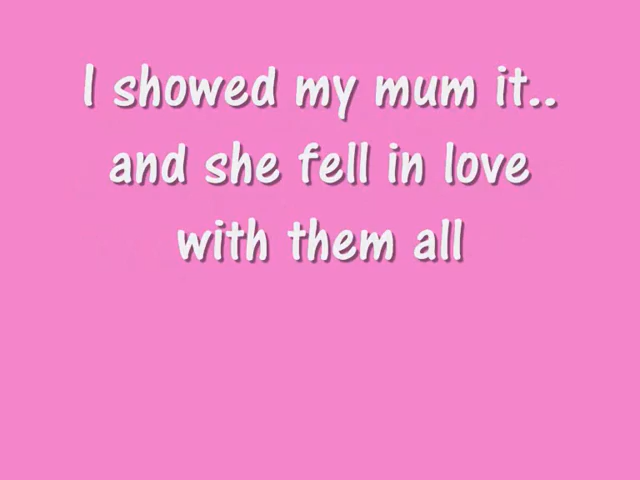 I showed my mum it..
and she fell in love
with them all